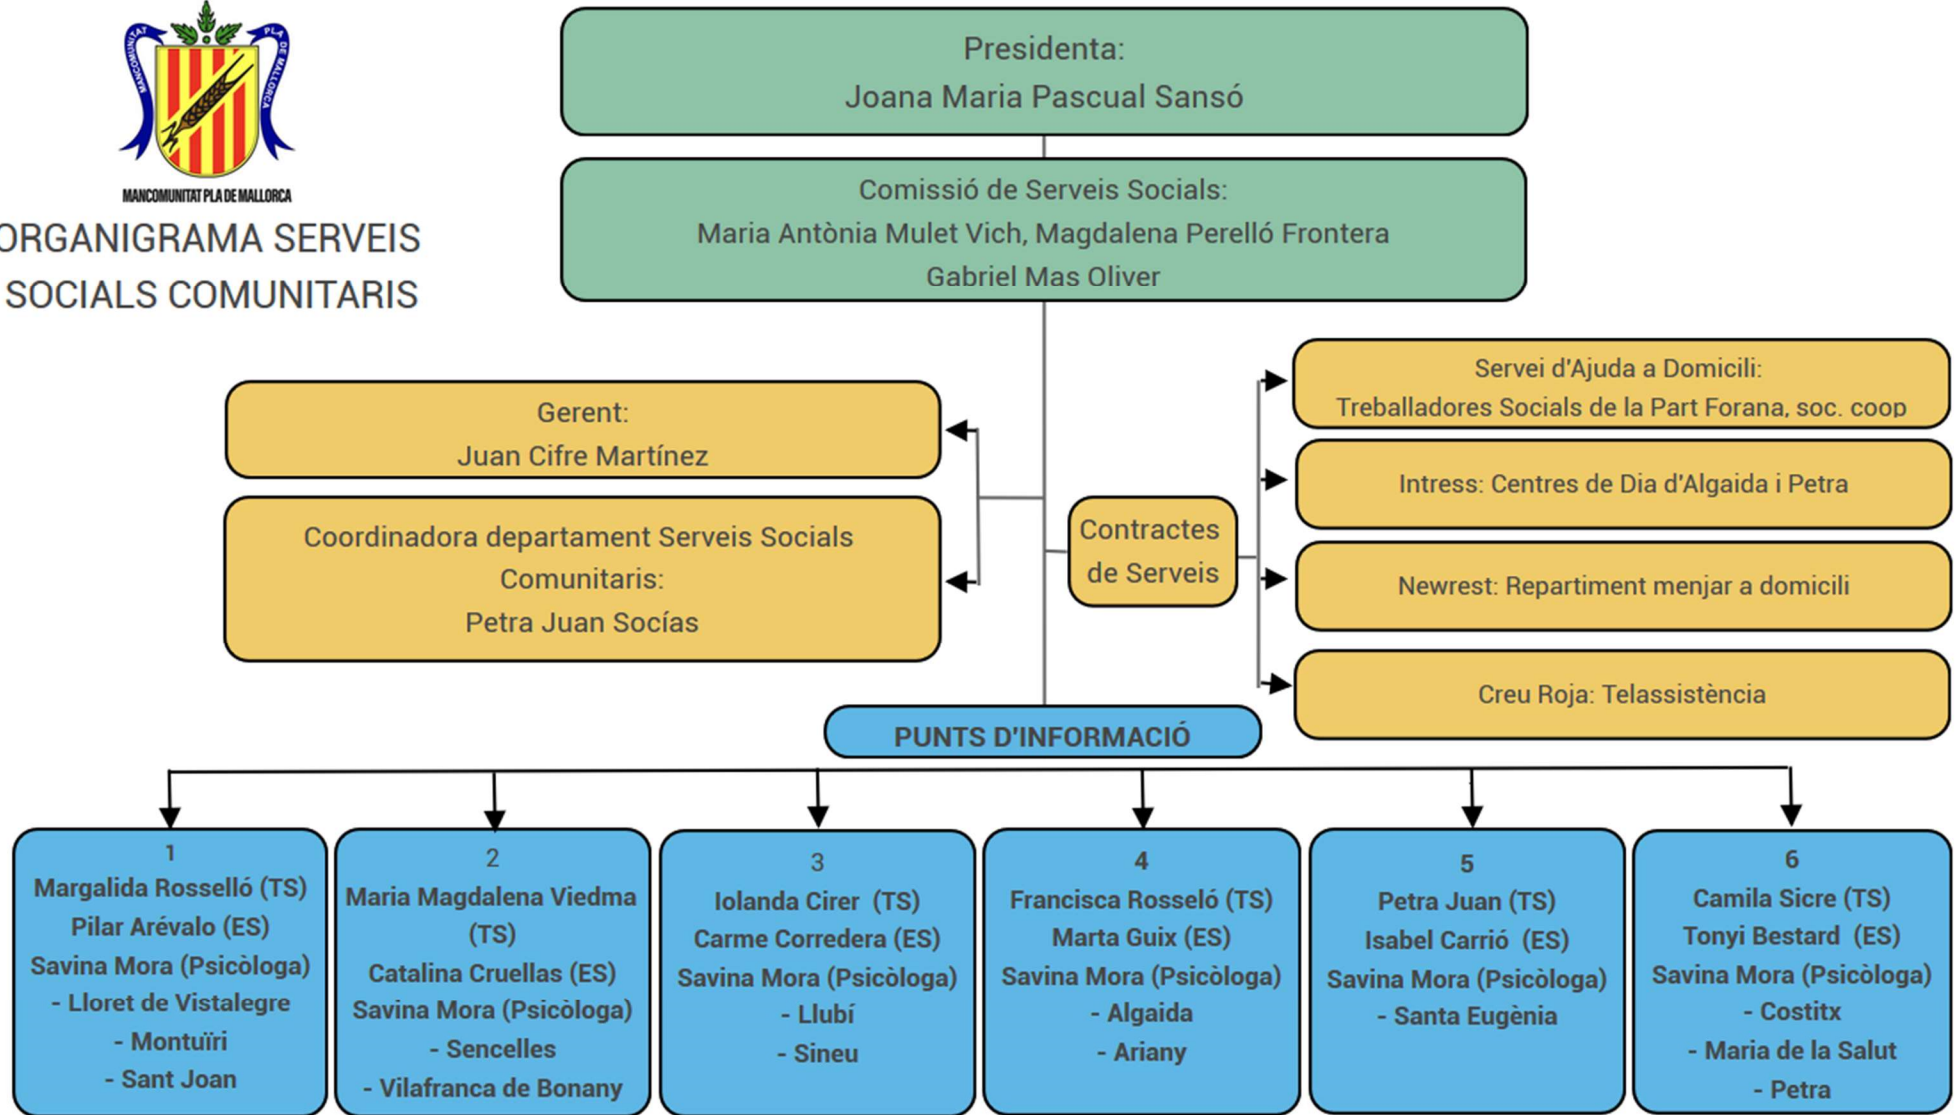 MANCOMUNITAT PLA DE MALLORCA
MANCOMUNITAT PLA DE MALLORCA
ORGANIGRAMA SERVEIS
SOCIALS COMUNITARIS
Presidenta:
Joana Maria Pascual Sansó
Comissió de Serveis Socials:
Maria Antònia Mulet Vich, Magdalena Perelló Frontera
Gabriel Mas Oliver
Gerent:
Juan Cifre Martínez
Coordinadora departament Serveis Socials
Comunitaris:
Petra Juan Socías
Contractes
de Serveis
Servei d'Ajuda a Domicili:
Treballadores Socials de la Part Forana, soc. coop
Intress: Centres de Dia d'Algaida i Petra
Newrest: Repartiment menjar a domicili
Creu Roja: Telassistència
PUNTS D'INFORMACIÓ
1
Margalida Rosselló (TS)
Pilar Arévalo (ES)
Savina Mora (Psicòloga)
- Lloret de Vistalegre
- Montuïri
- Sant Joan
2
Maria Magdalena Viedma
(TS)
Catalina Cruellas (ES)
Savina Mora (Psicòloga)
- Sencelles
- Vilafranca de Bonany
3
Iolanda Cirer (TS)
Carme Corredera (ES)
Savina Mora (Psicòloga)
- Llubí
- Sineu
4
Francisca Rosseló (TS)
Marta Guix (ES)
Savina Mora (Psicòloga)
- Algaida
- Ariany
5
Petra Juan (TS)
Isabel Carrió (ES)
Savina Mora (Psicòloga)
- Santa Eugènia
6
Camila Sicre (TS)
Tonyi Bestard (ES)
Savina Mora (Psicòloga)
- Costitx
- Maria de la Salut
- Petra